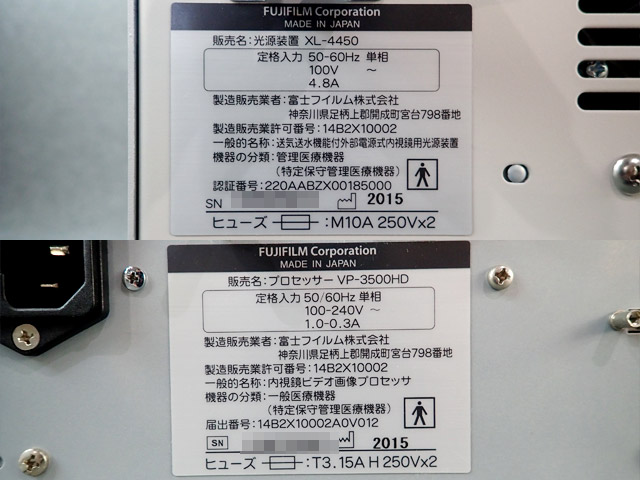 FUJIFILM Corporation
MADE IN JAPAN
販売名:光源装置 XL-4450
定格入力 50-60Hz 単相
100V ~
4.8A
製造販売業者:富士フイルム株式会社
神奈川県足柄上郡開成町宮台798番地
製造販売業許可番号:14B2X10002
一般的名称:送気送水機能付外部電源式内視鏡用光源装置
機器の分類:管理医療機器
(特定保守管理医療機器)
認証番号:220AABZX00185000
SN 2015
ヒューズ :M10A 250V×2
FUJIFILM Corporation
MADE IN JAPAN
販売名:プロセッサー VP-3500HD
定格入力 50/60Hz 単相
100-240V ~
1.0-0.3A
製造販売業者:富士フイルム株式会社
神奈川県足柄上郡開成町宮台798番地
製造販売業許可番号:14B2X10002
一般的名称:内視鏡ビデオ画像プロセッサ
機器の分類:一般医療機器
(特定保守管理医療機器)
届出番号:14B2X10002A0V012
SN 2015
ヒューズ :T3.15A H 250V×2